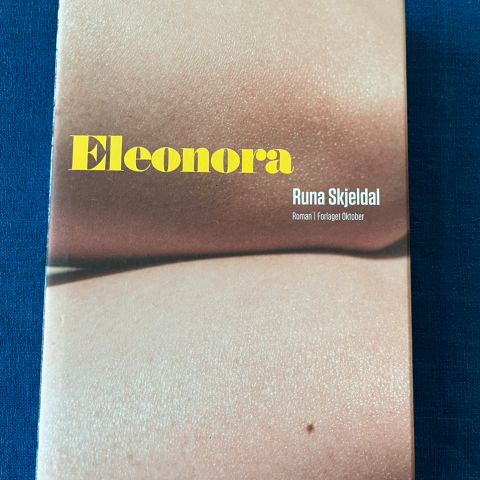 Eleonora
Runa Skjeldal
Roman | Forlaget Oktober